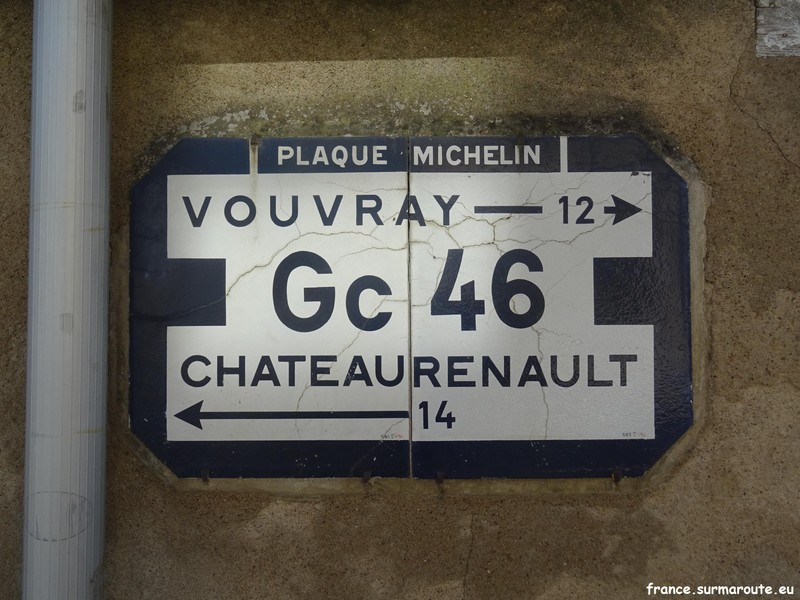 PLAQUE MICHELIN
VOUVRAY 12
Gc 46
CHATEAURENAULT
14
france.surmaroute.eu